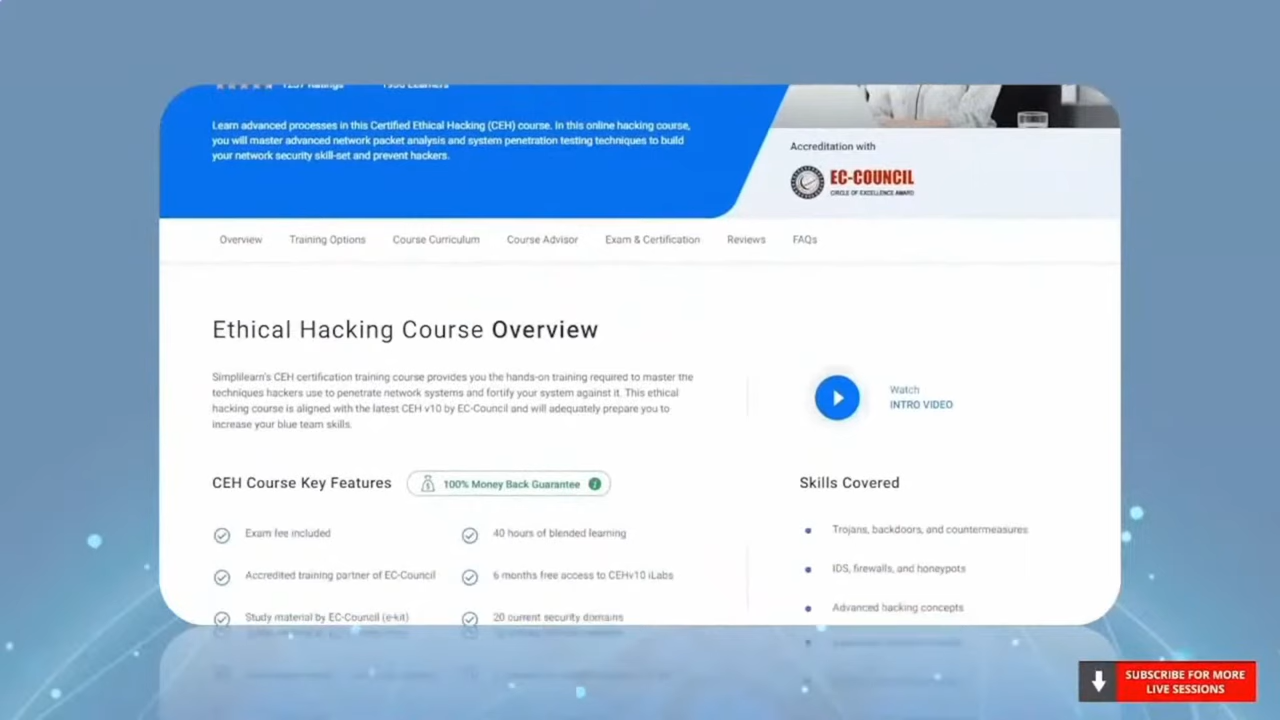 1257 Ratings
Learn advanced processes in this Certified Ethical Hacking (CEH) course. In this online hacking course,
you will master advanced network packet analysis and system penetration testing techniques to build
your network security skill-set and prevent hackers.
Accreditation with
EC-COUNCIL
CIRCLE OF EXCELLENCE AWARD
Overview Training Options Course Curriculum Course Advisor Exam & Certification Reviews FAQs
Ethical Hacking Course Overview
Simplilearn's CEH certification training course provides you the hands-on training required to master the
techniques hackers use to penetrate network systems and fortify your system against it. This ethical
hacking course is aligned with the latest CEH v10 by EC-Council and will adequately prepare you to
increase your blue team skills.
Watch
INTRO VIDEO
CEH Course Key Features
100% Money Back Guarantee
Exam fee included
40 hours of blended learning
Accredited training partner of EC-Council
6 months free access to CEHv10 iLabs
Study material by EC-Council (e-kit)
20 current security domains
Skills Covered
Trojans, backdoors, and countermeasures
IDS, firewalls, and honeypots
Advanced hacking concepts
SUBSCRIBE FOR MORE
LIVE SESSIONS